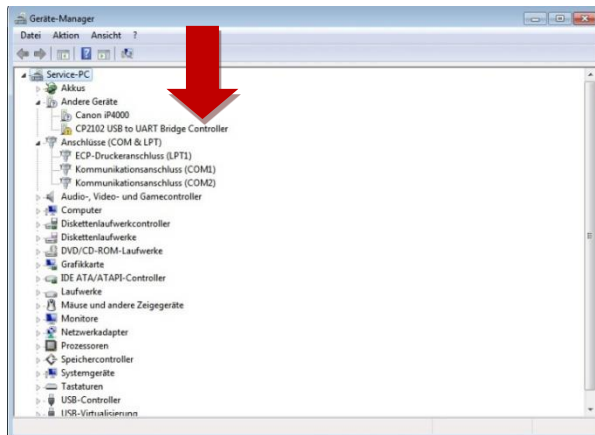 Geräte-Manager
Datei Aktion Ansicht ?
Service-PC
Akkus
Andere Geräte
Canon iP4000
CP2102 USB to UART Bridge Controller
Anschlüsse (COM & LPT)
ECP-Druckeranschluss (LPT1)
Kommunikationsanschluss (COM1)
Kommunikationsanschluss (COM2)
Audio-, Video- und Gamecontroller
Computer
Diskettenlaufwerkcontroller
Diskettenlaufwerke
DVD/CD-ROM-Laufwerke
Grafikkarte
IDE ATA/ATAPI-Controller
Laufwerke
Mäuse und andere Zeigegeräte
Monitore
Netzwerkadapter
Prozessoren
Speichercontroller
Systemgeräte
Tastaturen
USB-Controller
USB-Virtualisierung